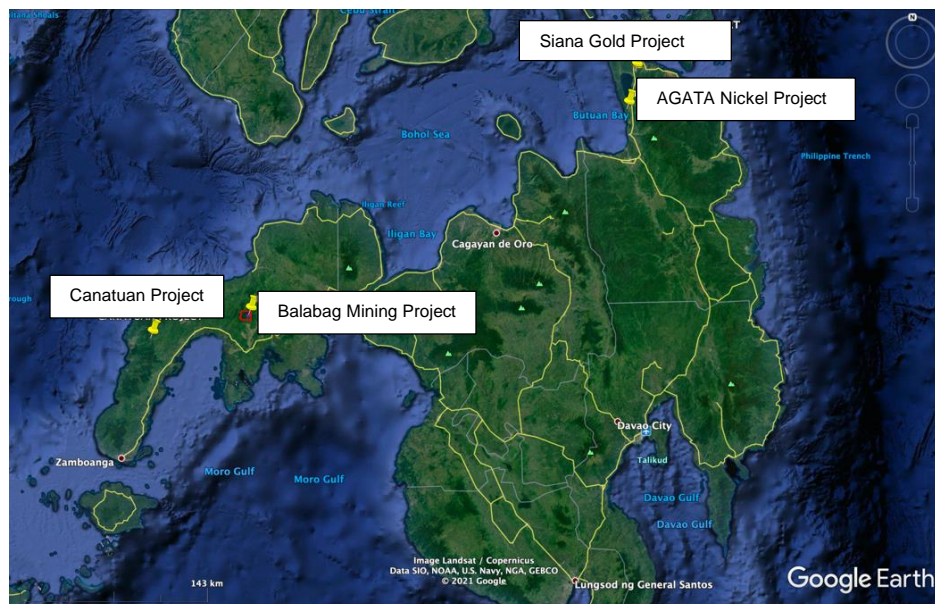 Siana Gold Project
AGATA Nickel Project
Butuan Bay
Bohol Sea
Philippine Trench
Iligan Reef
Iligan Bay
Cagayan de Oro
Canatuan Project
Balabag Mining Project
Davao City
Talikud
Zamboanga
Moro Gulf
Moro Gulf
Davao Gulf
Davao Gulf
Image Landsat / Copernicus
Data SIO, NOAA, U.S. Navy, NGA, GEBCO
© 2021 Google
143 km
Lungsod ng General Santos
Google Earth
N